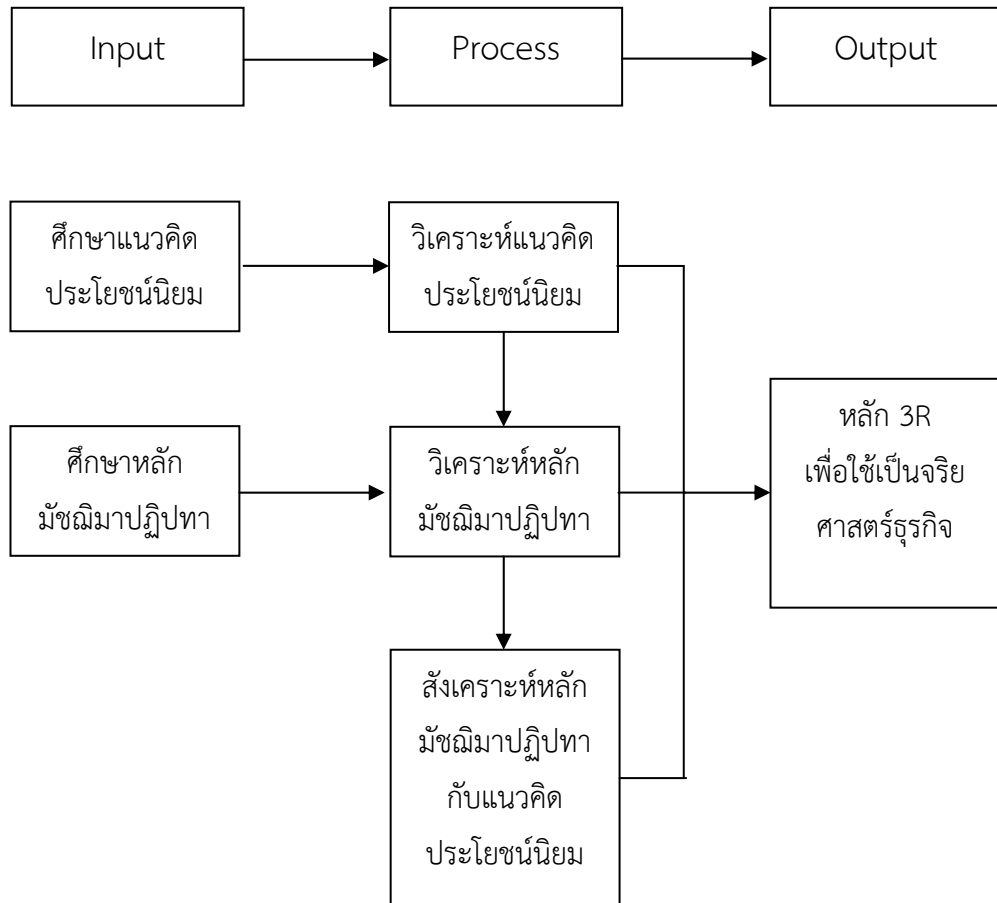 Input
Process
Output
ศึกษาแนวคิด
ประโยชน์นิยม
วิเคราะห์แนวคิด
ประโยชน์นิยม
ศึกษาหลัก
มัชฌิมาปฏิปทา
วิเคราะห์หลัก
มัชฌิมาปฏิปทา
หลัก 3R
เพื่อใช้เป็นจริย
ศาสตร์ธุรกิจ
สังเคราะห์หลัก
มัชฌิมาปฏิปทา
กับแนวคิด
ประโยชน์นิยม